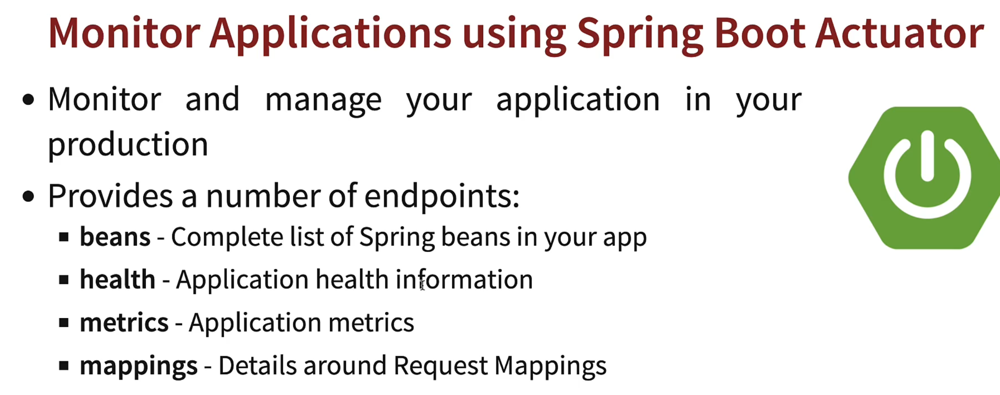 Monitor Applications using Spring Boot Actuator
• Monitor and manage your application in your
production
• Provides a number of endpoints:
▪ beans - Complete list of Spring beans in your app
▪ health - Application health information
▪ metrics - Application metrics
▪ mappings - Details around Request Mappings